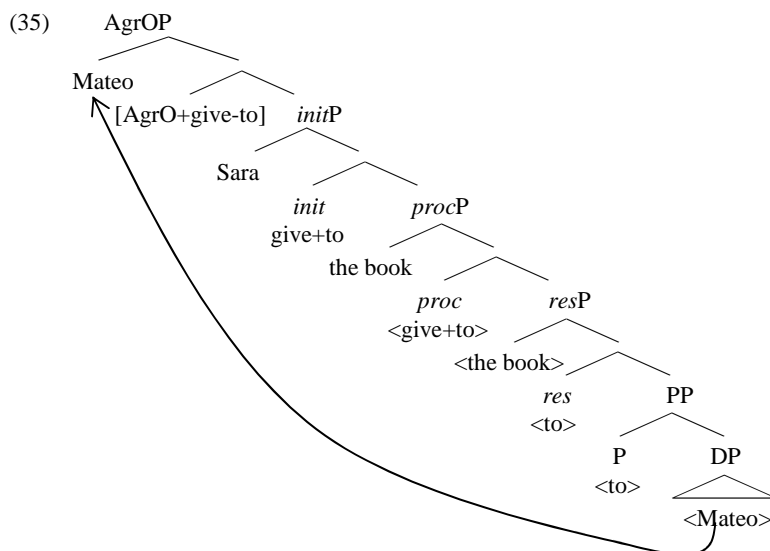 (35) AgrOP
Mateo
[AgrO+give-to] initP
Sara
init procP
give+to
the book
proc resP
<give+to>
<the book>
res PP
<to>
P DP
<to>
<Mateo>